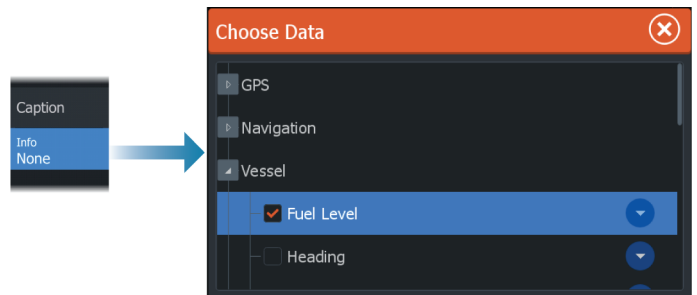 Caption
Info
None
Choose Data
GPS
Navigation
Vessel
Fuel Level
Heading